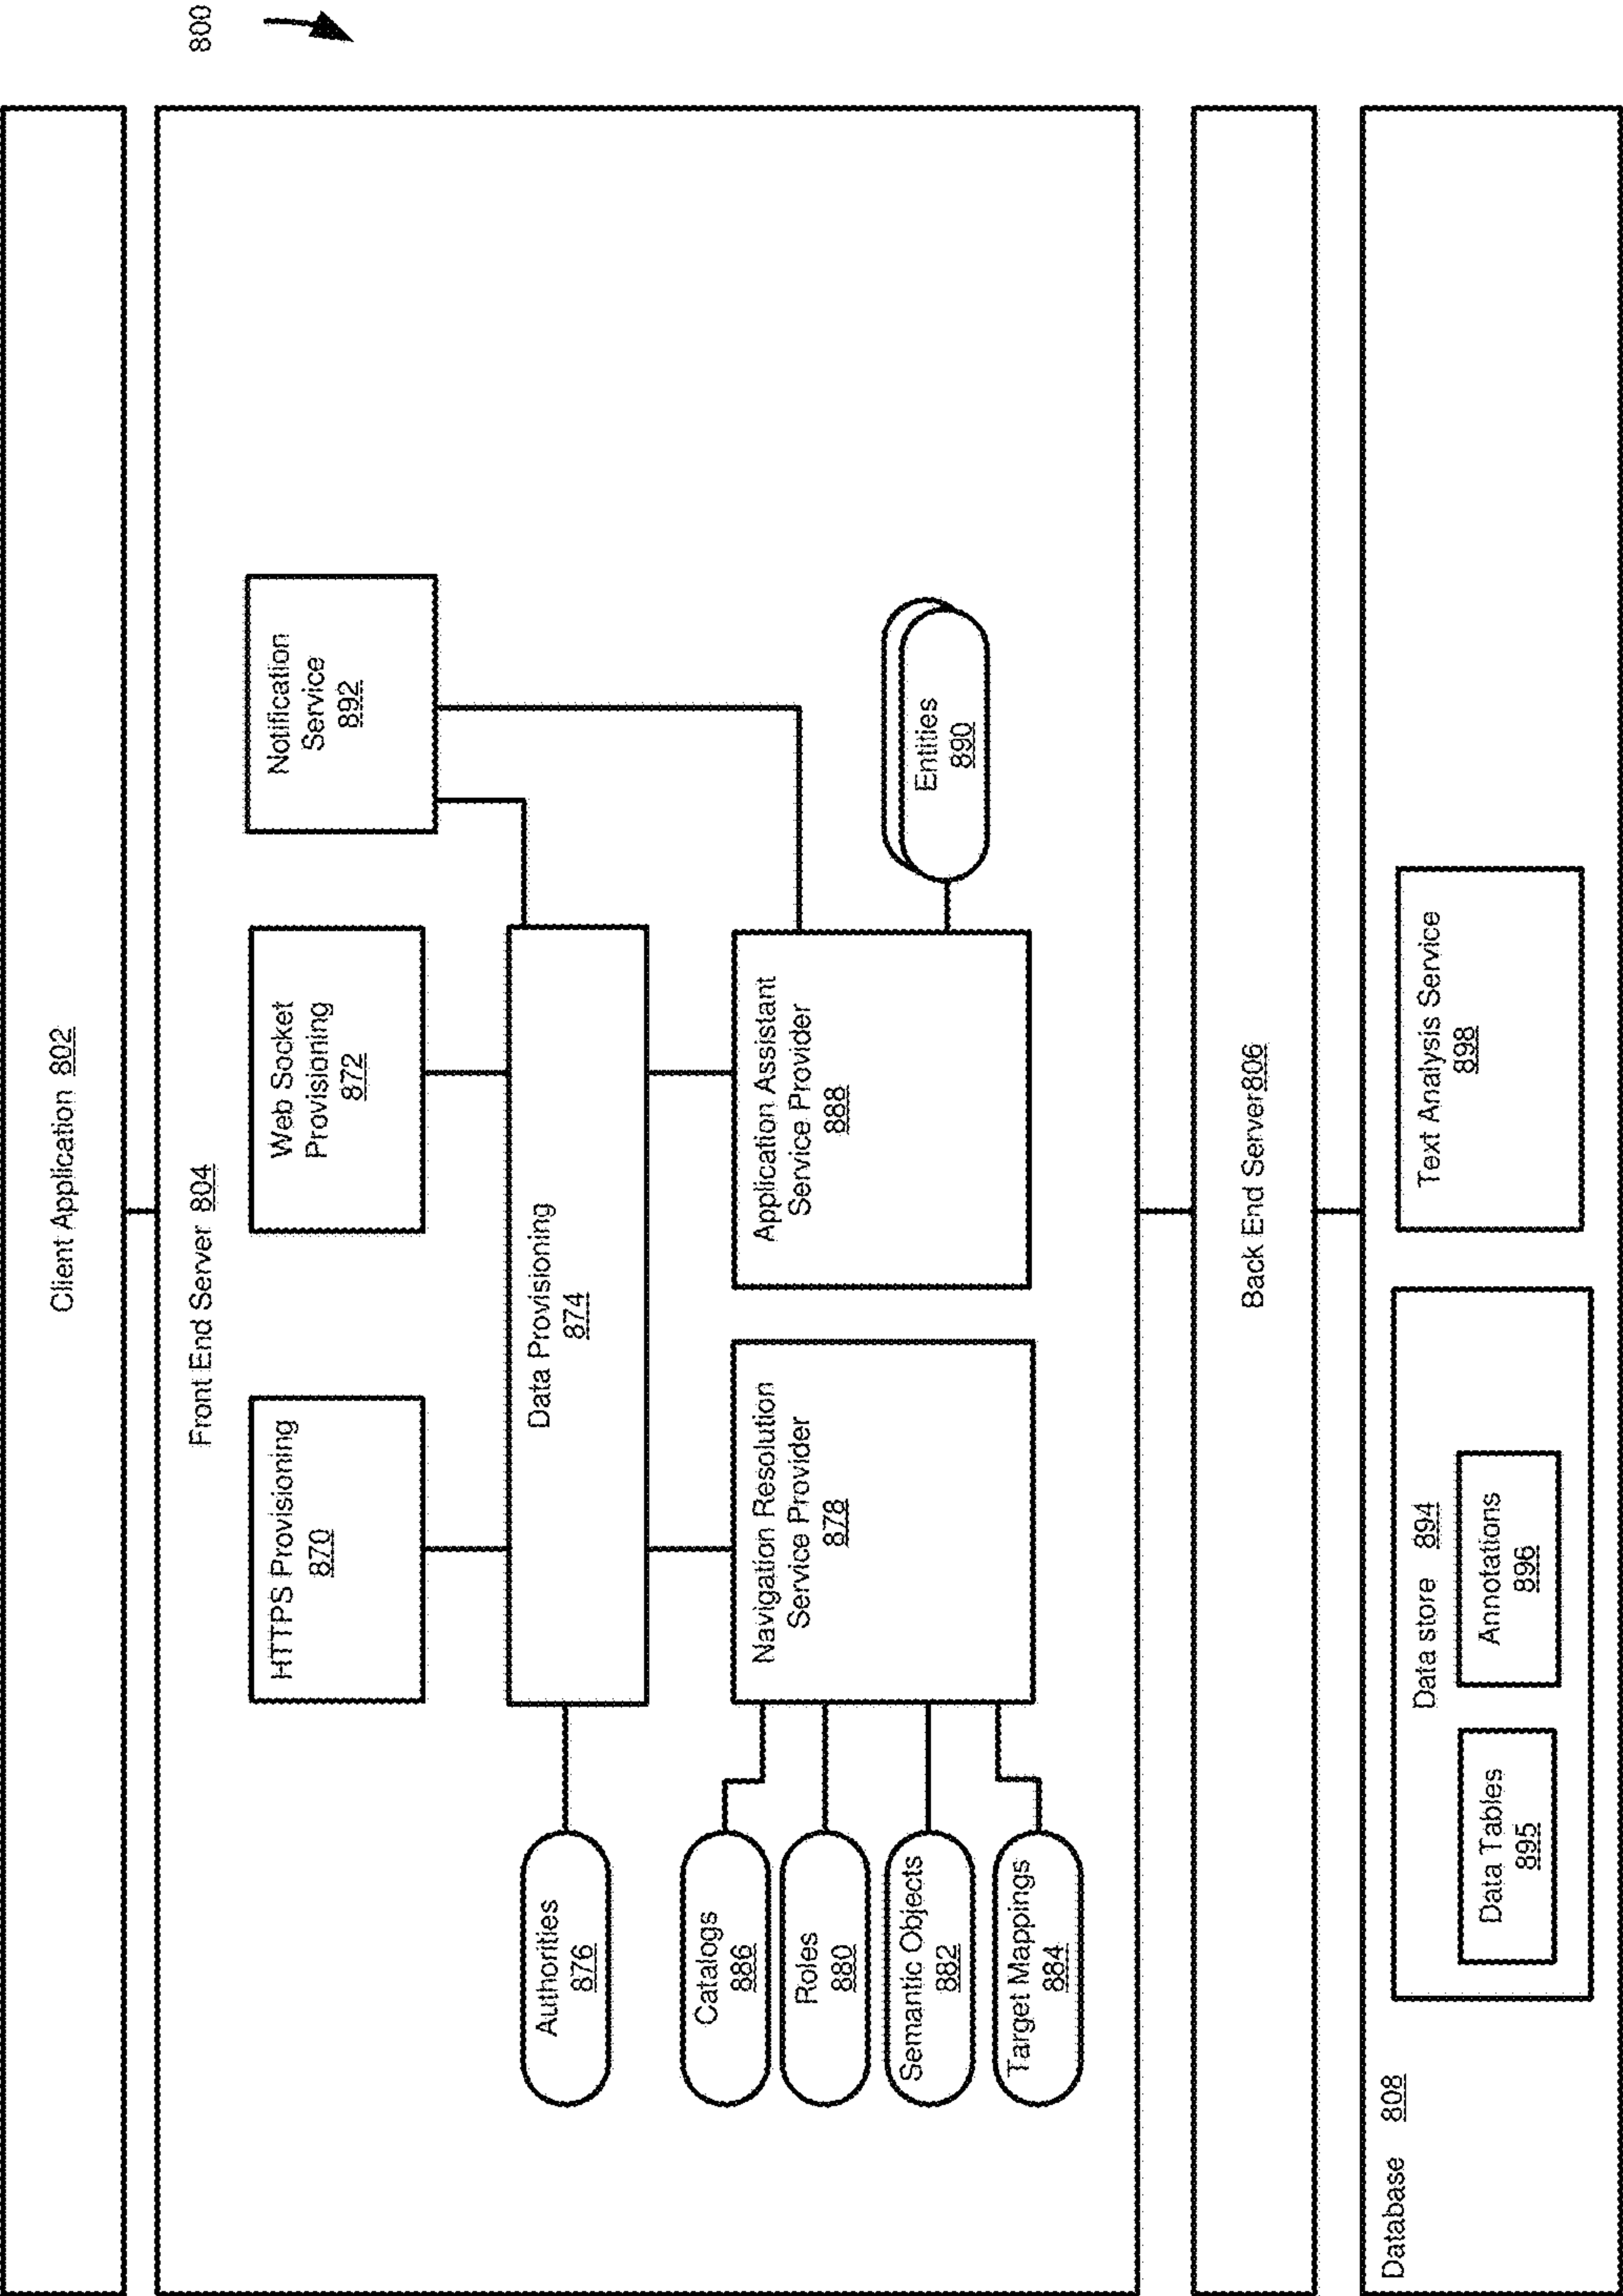 800
Client Application 802
Front End Server 804
HTTPS Provisioning
870
Web Socket
Provisioning
872
Notification
Service
892
Authorities
876
Data Provisioning
874
Catalogs
886
Roles
880
Semantic Objects
882
Target Mappings
884
Navigation Resolution
Service Provider
878
Application Assistant
Service Provider
888
Entities
890
Back End Server806
Database 808
Data store 894
Data Tables
895
Annotations
896
Text Analysis Service
898